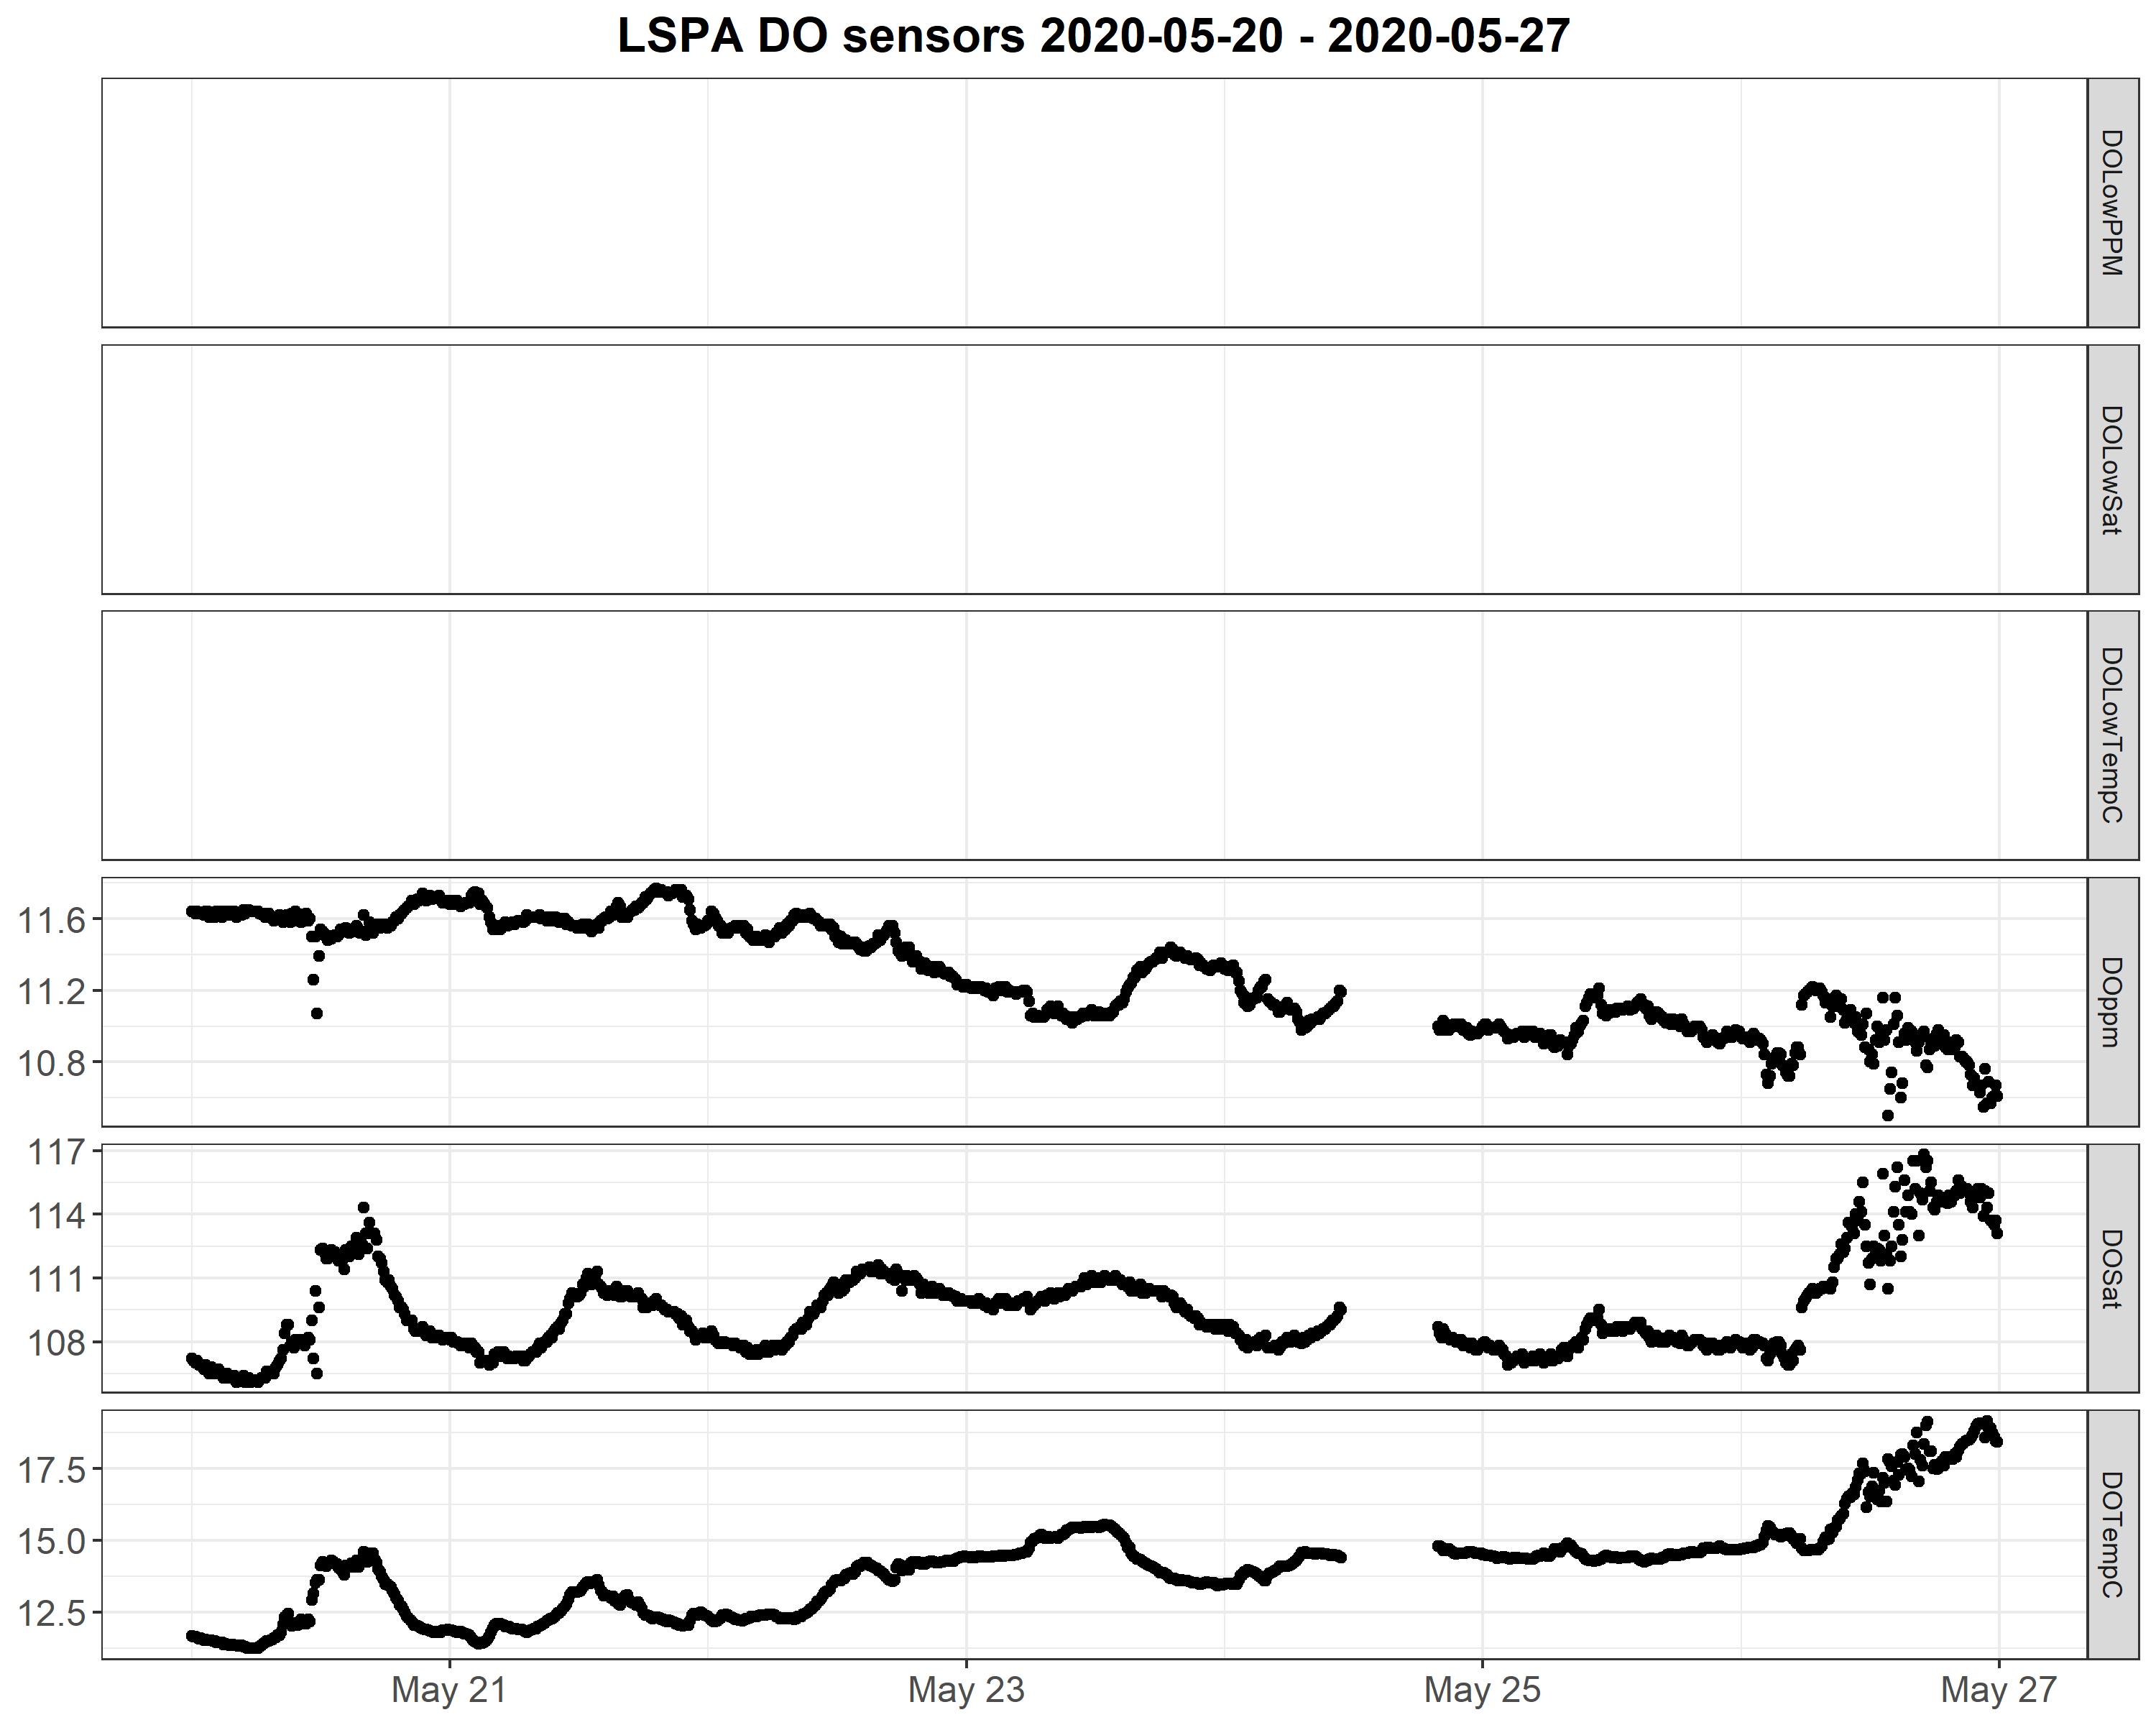 LSPA DO sensors 2020-05-20 - 2020-05-27
DOLowPPM
DOLowSat
DOLowTempC
11.6
11.2
10.8
DOppm
117
114
111
108
DOSat
17.5
15.0
12.5
DOTempC
May 21
May 23
May 25
May 27